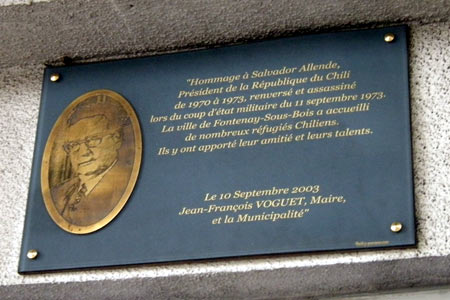 "Hommage à Salvador Allende,
Président de la République du Chili
de 1970 à 1973, renversé et assassiné
lors du coup d'état militaire du 11 septembre 1973.
La ville de Fontenay-Sous-Bois a accueilli
de nombreux réfugiés Chiliens.
Ils y ont apporté leur amitié et leurs talents.
Le 10 Septembre 2003
Jean-François VOGUET, Maire,
et la Municipalité"